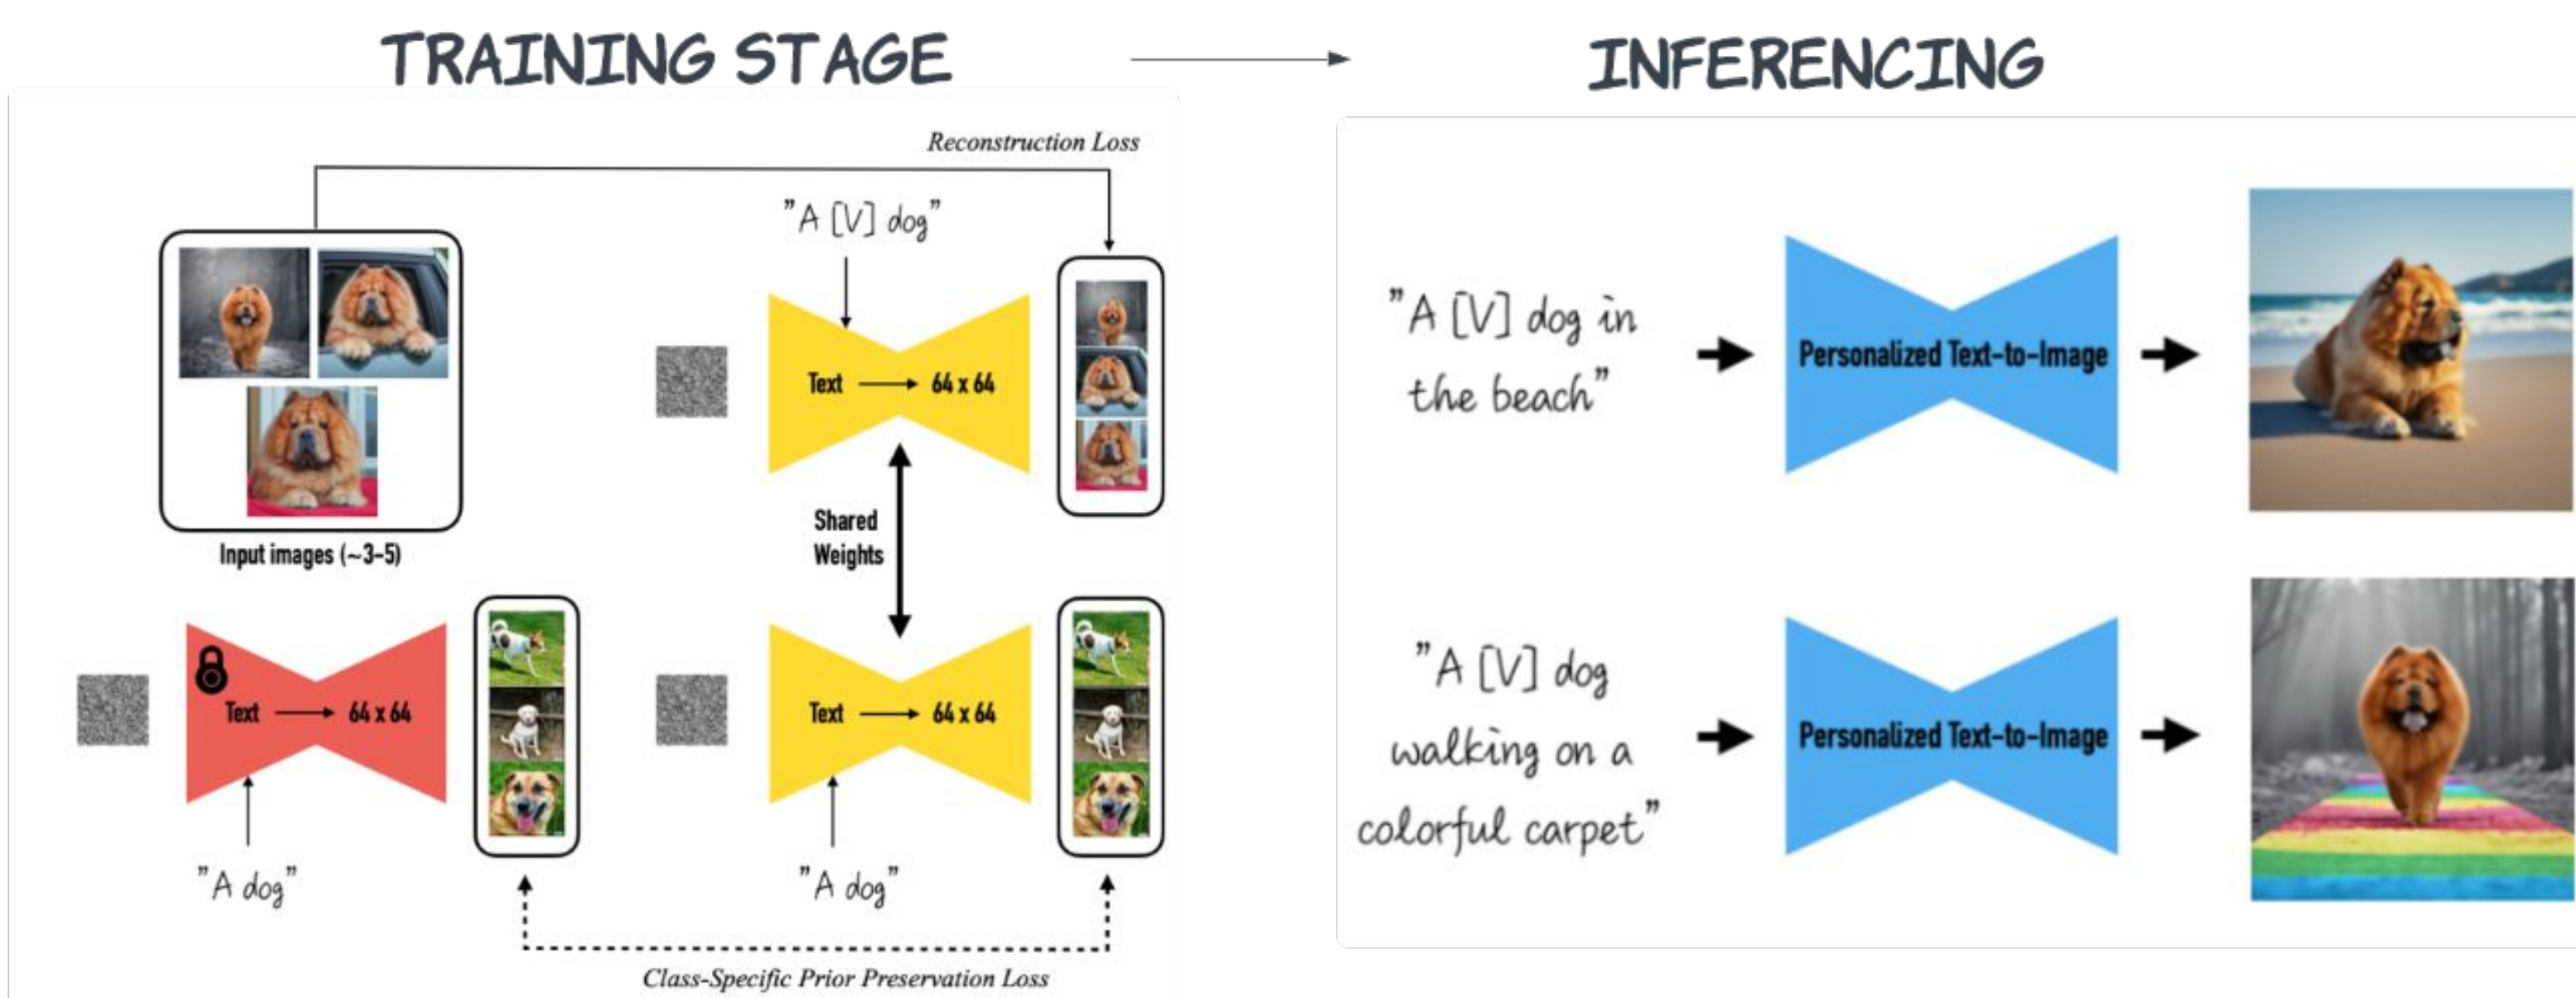 TRAINING STAGE
INFERENCING
Reconstruction Loss
"A [V] dog"
Text
64 x 64
Input images (~3-5)
Shared
Weights
Text
64 x 64
"A dog"
Text
64 x 64
"A dog"
Class-Specific Prior Preservation Loss
"A [V] dog in
the beach"
Personalized Text-to-Image
"A [V] dog
walking on a
colorful carpet"
Personalized Text-to-Image